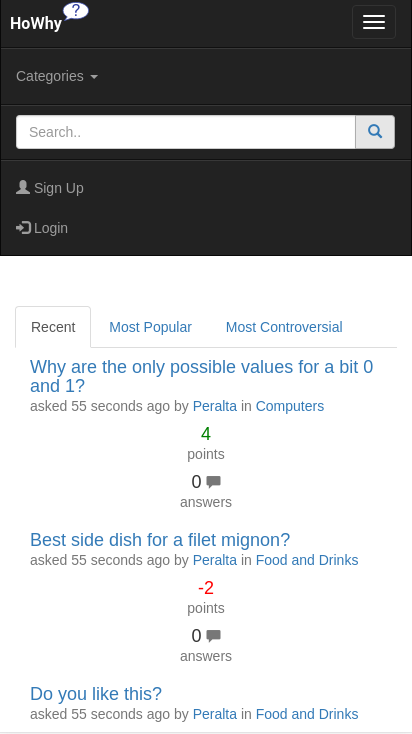 HoWhy ?
Categories
Search..
Sign Up
Login
Recent Most Popular Most Controversial
Why are the only possible values for a bit 0
and 1?
asked 55 seconds ago by Peralta in Computers
4
points
0
answers
Best side dish for a filet mignon?
asked 55 seconds ago by Peralta in Food and Drinks
-2
points
0
answers
Do you like this?
asked 55 seconds ago by Peralta in Food and Drinks